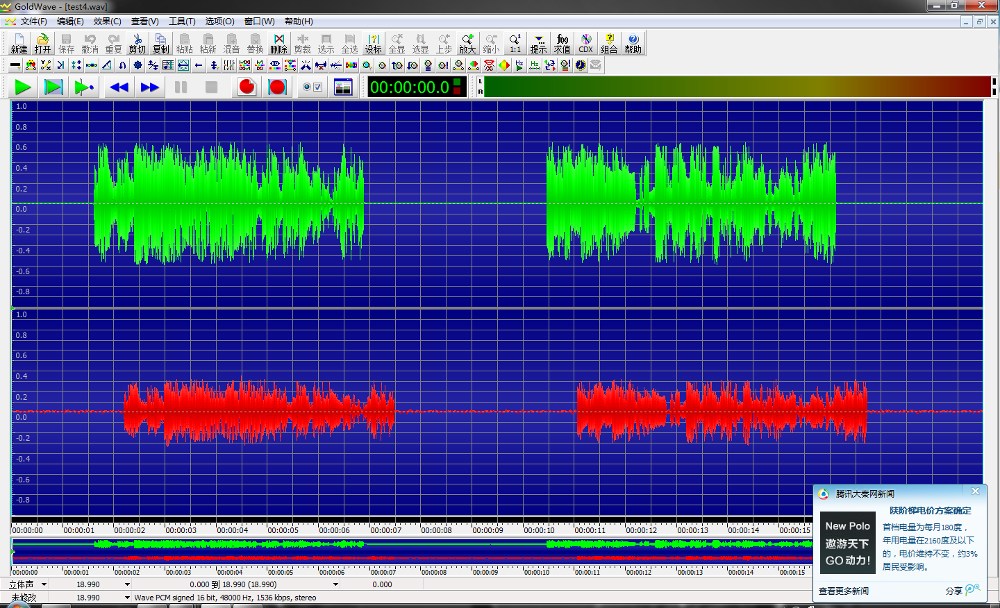 GoldWave - [test4.wav]
文件(F) 编辑(E) 效果(C) 查看(V) 工具(T) 选项(O) 窗口(W) 帮助(H)
新建 打开 保存 撤消 重复 剪切 复制 粘贴 粘新 混音 替换 删除 剪裁 选示 全选 设标 全显 选显 上步 放大 缩小 1:1 提示 求值 CDX 组合 帮助
00:00:00.0
L
R
1.0
0.8
0.6
0.4
0.2
0.0
-0.2
-0.4
-0.6
-0.8
1.0
0.8
0.6
0.4
0.2
0.0
-0.2
-0.4
-0.6
-0.8
00:00:00 00:00:01 00:00:02 00:00:03 00:00:04 00:00:05 00:00:06 00:00:07 00:00:08 00:00:09 00:00:10 00:00:11 00:00:12 00:00:13 00:00:14 00:00:15
00:00:00 00:00:01 00:00:02 00:00:03 00:00:04 00:00:05 00:00:06 00:00:07 00:00:08 00:00:09 00:00:10 00:00:11 00:00:12 00:00:13 00:00:14 00:00:15
立体声 18.990 0.000 到 18.990 (18.990) 0.000
未修改 18.990 Wave PCM signed 16 bit, 48000 Hz, 1536 kbps, stereo
腾讯大秦网新闻
陕阶梯电价方案确定
New Polo
遨游天下
GO 动力!
首档电量为每月180度，
年用电量在2160度及以下
的，电价维持不变，约3%
居民受影响。
查看更多新闻 分享